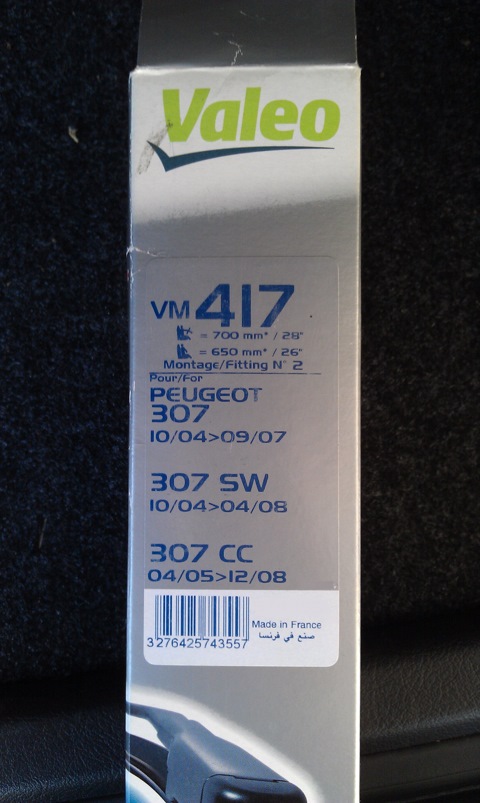 Valeo
VM 417
= 700 mm* / 28"
= 650 mm* / 26"
Montage/Fitting N° 2
Pour/For
PEUGEOT
307
10/04>09/07
307 SW
10/04>04/08
307 CC
04/05>12/08
3276425743557
Made in France
صنع في فرنسا